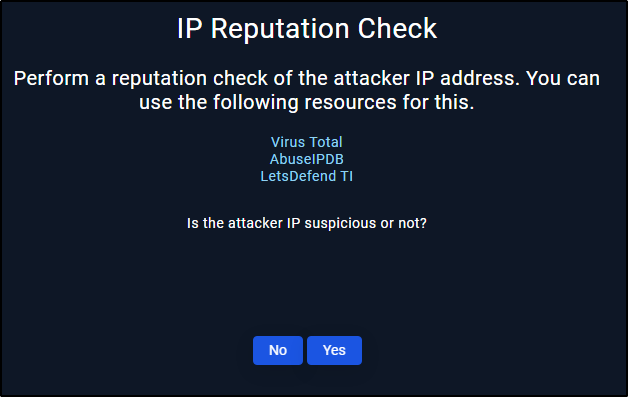 IP Reputation Check
Perform a reputation check of the attacker IP address. You can
use the following resources for this.
Virus Total
AbuseIPDB
LetsDefend TI
Is the attacker IP suspicious or not?
No Yes